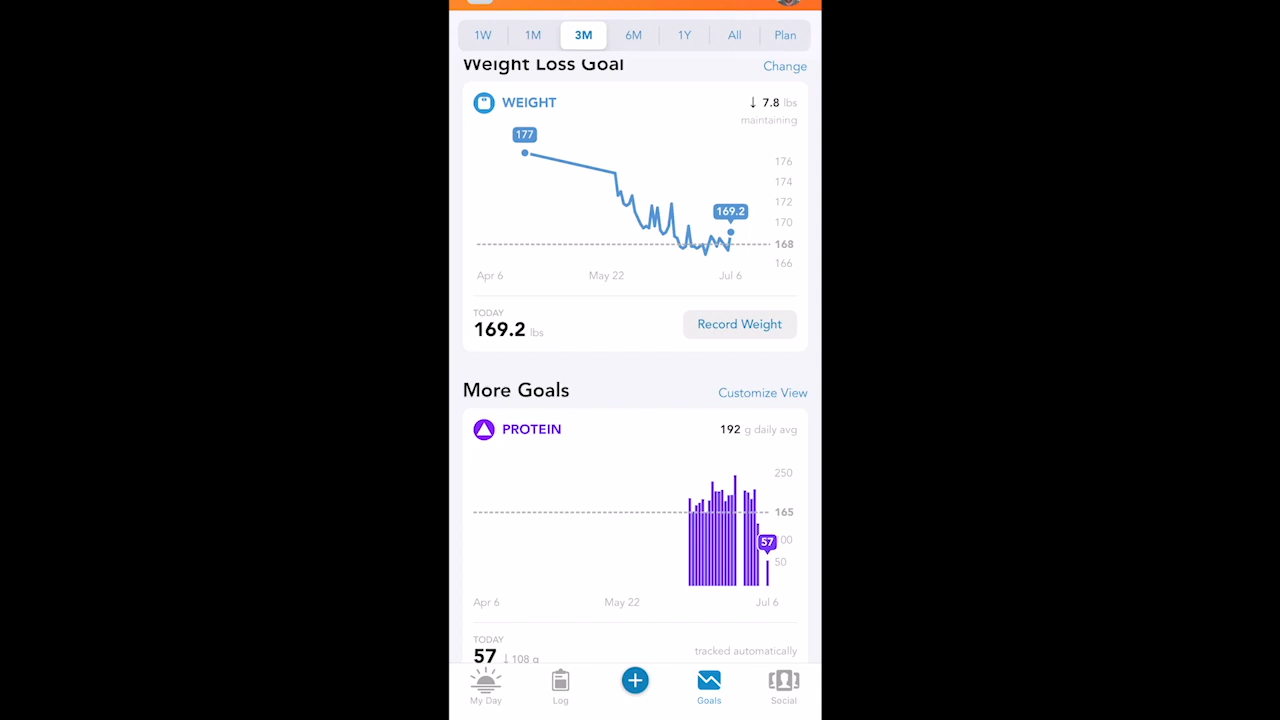 1W 1M 3M 6M 1Y All Plan
Weight Loss Goal Change
WEIGHT ↓ 7.8 lbs
maintaining
177
176
174
172
169.2
170
168
166
Apr 6 May 22 Jul 6
TODAY
169.2 lbs Record Weight
More Goals Customize View
PROTEIN 192 g daily avg
250
165
57
50
Apr 6 May 22 Jul 6
TODAY
57 ↓ 108 g tracked automatically
My Day Log Goals Social